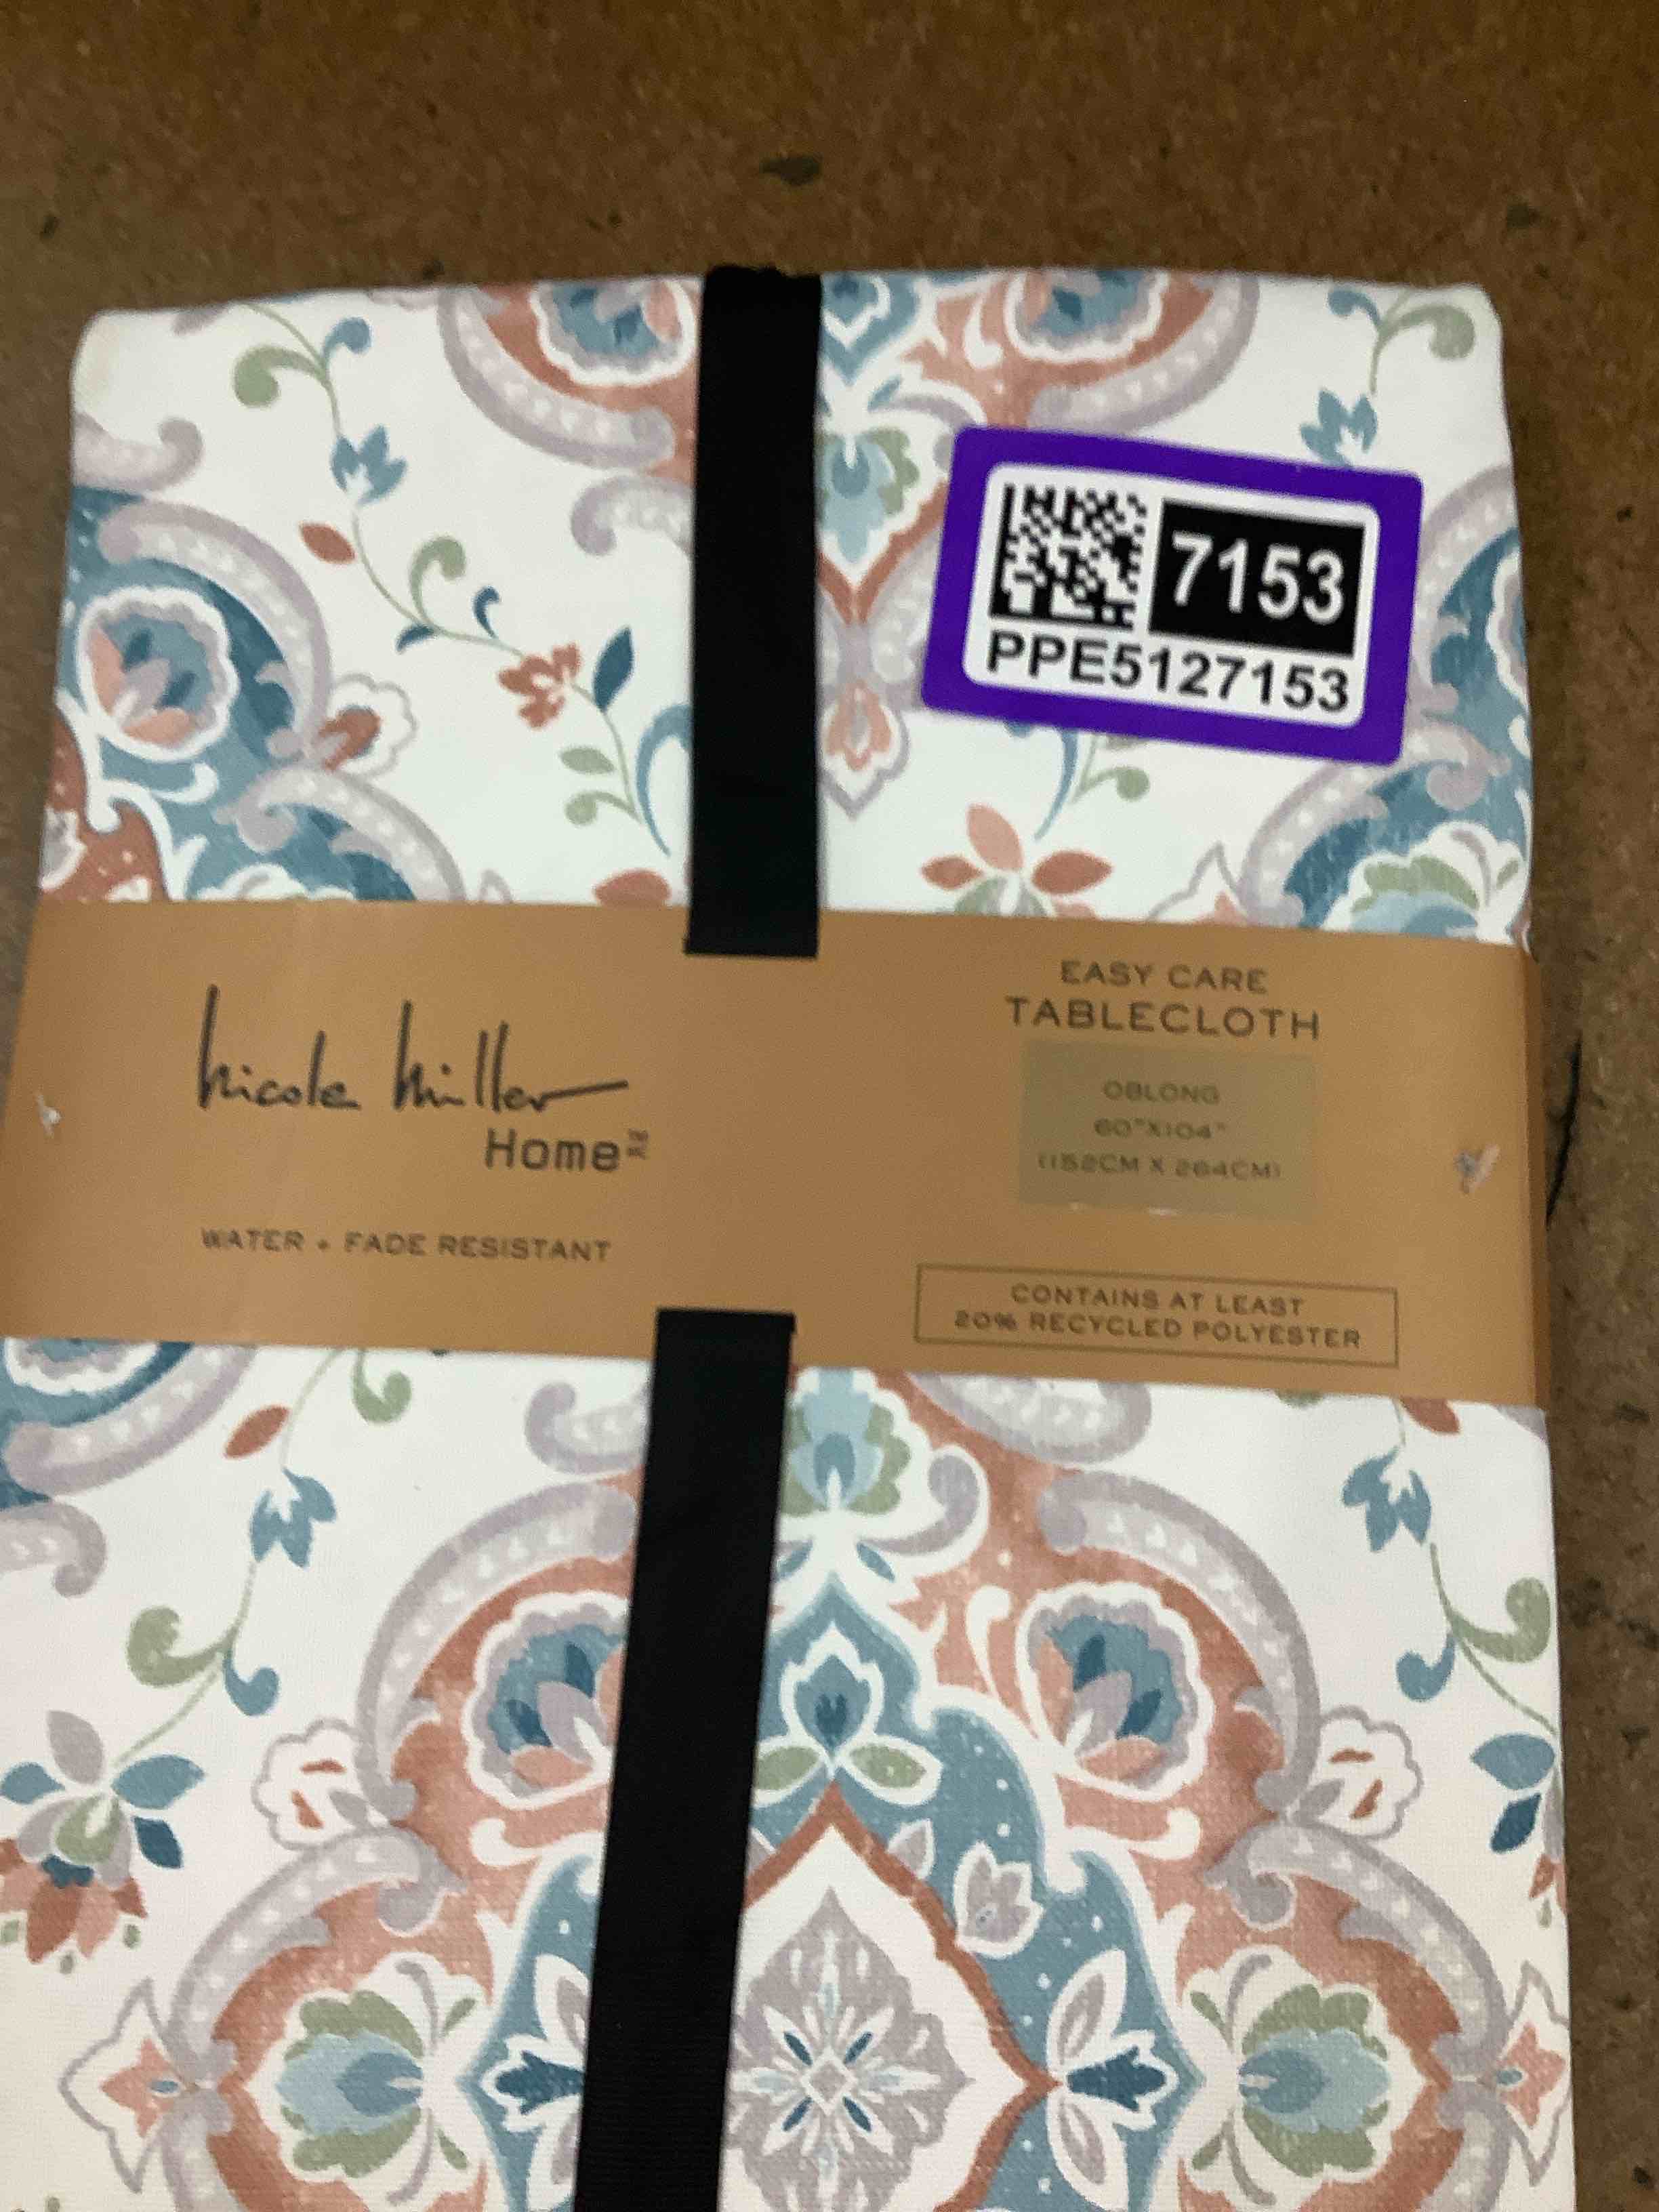 7153
PPE5127153
nicole miller
Home™
WATER + FADE RESISTANT
EASY CARE
TABLECLOTH
OBLONG
60"X104"
(152CM X 264CM)
CONTAINS AT LEAST
20% RECYCLED POLYESTER